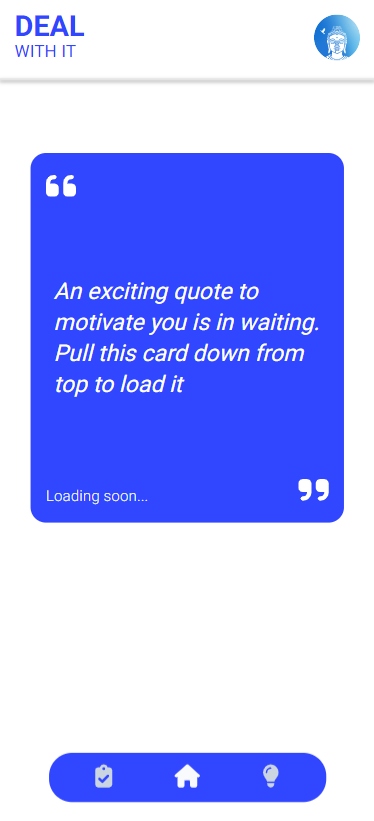 DEAL
WITH IT
An exciting quote to
motivate you is in waiting.
Pull this card down from
top to load it
Loading soon...